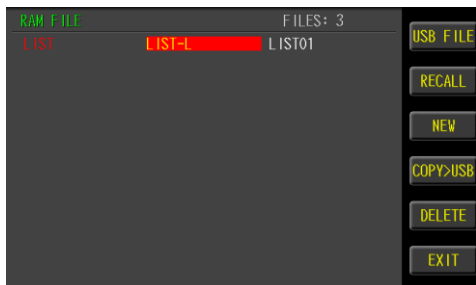 RAM FILE FILES: 3
LIST LIST-L LIST01
USB FILE
RECALL
NEW
COPY>USB
DELETE
EXIT